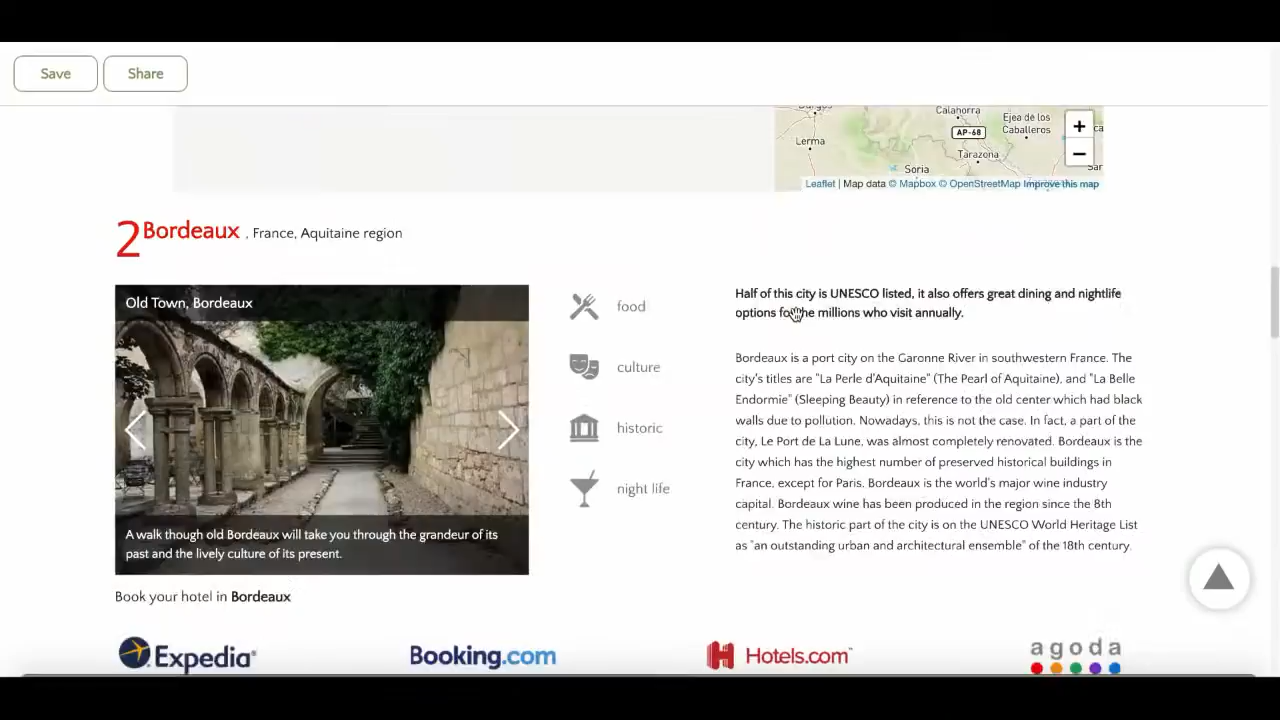 Save
Share
Calahorra
Ejea de los
Caballeros
Lerma
AP-68
Tarazona
Soria
+
−
Leaflet | Map data © Mapbox © OpenStreetMap Improve this map
2 Bordeaux , France, Aquitaine region
Old Town, Bordeaux
A walk though old Bordeaux will take you through the grandeur of its
past and the lively culture of its present.
food
culture
historic
night life
Half of this city is UNESCO listed, it also offers great dining and nightlife
options for the millions who visit annually.
Bordeaux is a port city on the Garonne River in southwestern France. The
city's titles are "La Perle d'Aquitaine" (The Pearl of Aquitaine), and "La Belle
Endormie" (Sleeping Beauty) in reference to the old center which had black
walls due to pollution. Nowadays, this is not the case. In fact, a part of the
city, Le Port de La Lune, was almost completely renovated. Bordeaux is the
city which has the highest number of preserved historical buildings in
France, except for Paris. Bordeaux is the world's major wine industry
capital. Bordeaux wine has been produced in the region since the 8th
century. The historic part of the city is on the UNESCO World Heritage List
as "an outstanding urban and architectural ensemble" of the 18th century.
Book your hotel in Bordeaux
Expedia
Booking.com
Hotels.com
agoda